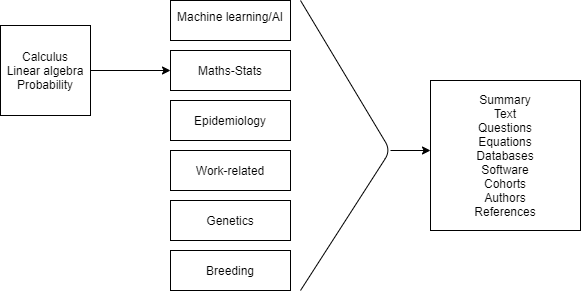 Calculus
Linear algebra
Probability
Machine learning/AI
Maths-Stats
Epidemiology
Work-related
Genetics
Breeding
Summary
Text
Questions
Equations
Databases
Software
Cohorts
Authors
References